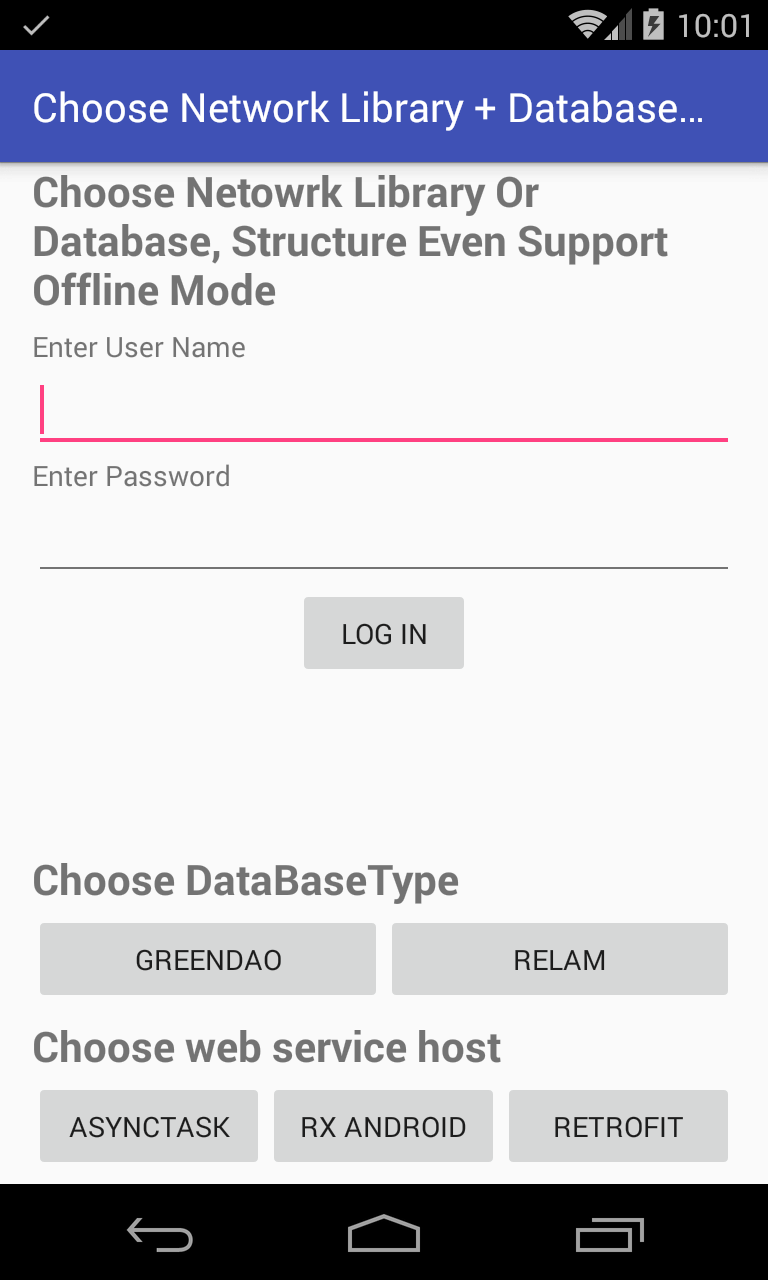 10:01
Choose Network Library + Database...
Choose Netowrk Library Or
Database, Structure Even Support
Offline Mode
Enter User Name
Enter Password
LOG IN
Choose DataBaseType
GREENDAO RELAM
Choose web service host
ASYNCTASK RX ANDROID RETROFIT